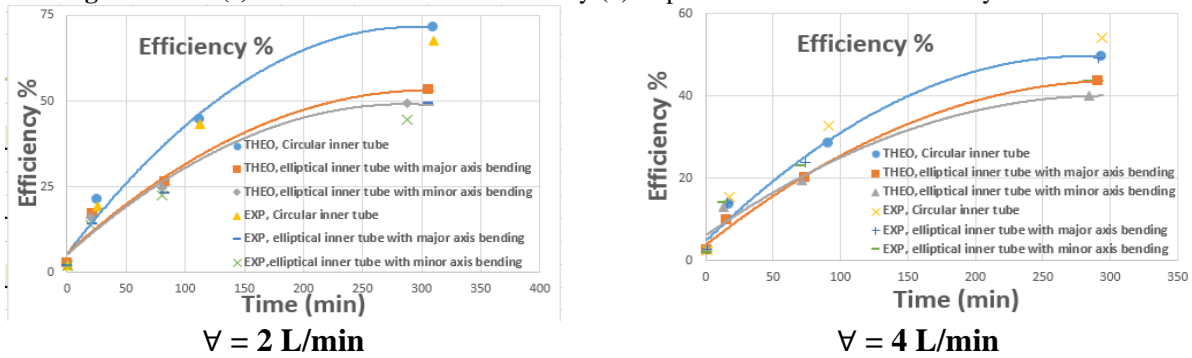 Efficiency %
Efficiency %
75
50
25
0
THEO, Circular inner tube
THEO,elliptical inner tube with major axis bending
THEO,elliptical inner tube with minor axis bending
EXP, Circular inner tube
EXP, elliptical inner tube with major axis bending
EXP,elliptical inner tube with minor axis bending
0 50 100 150 200 250 300 350 400
Time (min)
∀ = 2 L/min
Efficiency %
Efficiency %
60
40
20
0
THEO, Circular inner tube
THEO,elliptical inner tube with major axis bending
THEO,elliptical inner tube with minor axis bending
EXP, Circular inner tube
EXP, elliptical inner tube with major axis bending
EXP, elliptical inner tube with minor axis bending
0 50 100 150 200 250 300 350
Time (min)
∀ = 4 L/min